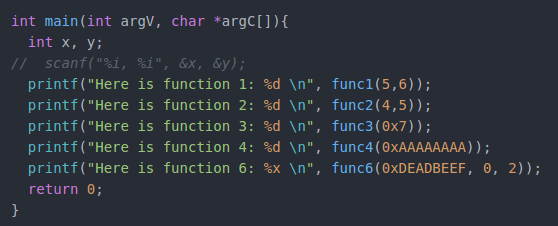 int main(int argV, char *argC[]){
  int x, y;
//  scanf("%i, %i", &x, &y);
  printf("Here is function 1: %d \n", func1(5,6));
  printf("Here is function 2: %d \n", func2(4,5));
  printf("Here is function 3: %d \n", func3(0x7));
  printf("Here is function 4: %d \n", func4(0xAAAAAAAA));
  printf("Here is function 6: %x \n", func6(0xDEADBEEF, 0, 2));
  return 0;
}